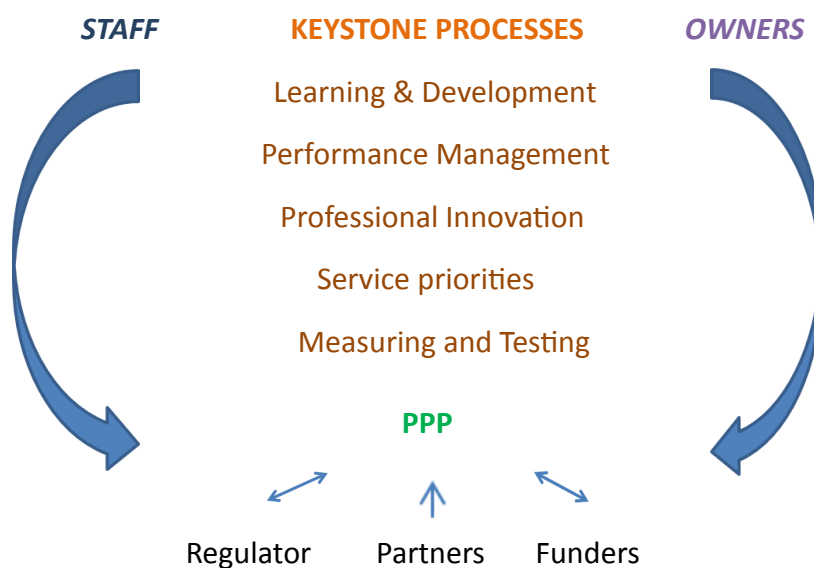 STAFF KEYSTONE PROCESSES OWNERS
Learning & Development
Performance Management
Professional Innovation
Service priorities
Measuring and Testing
PPP
Regulator Partners Funders